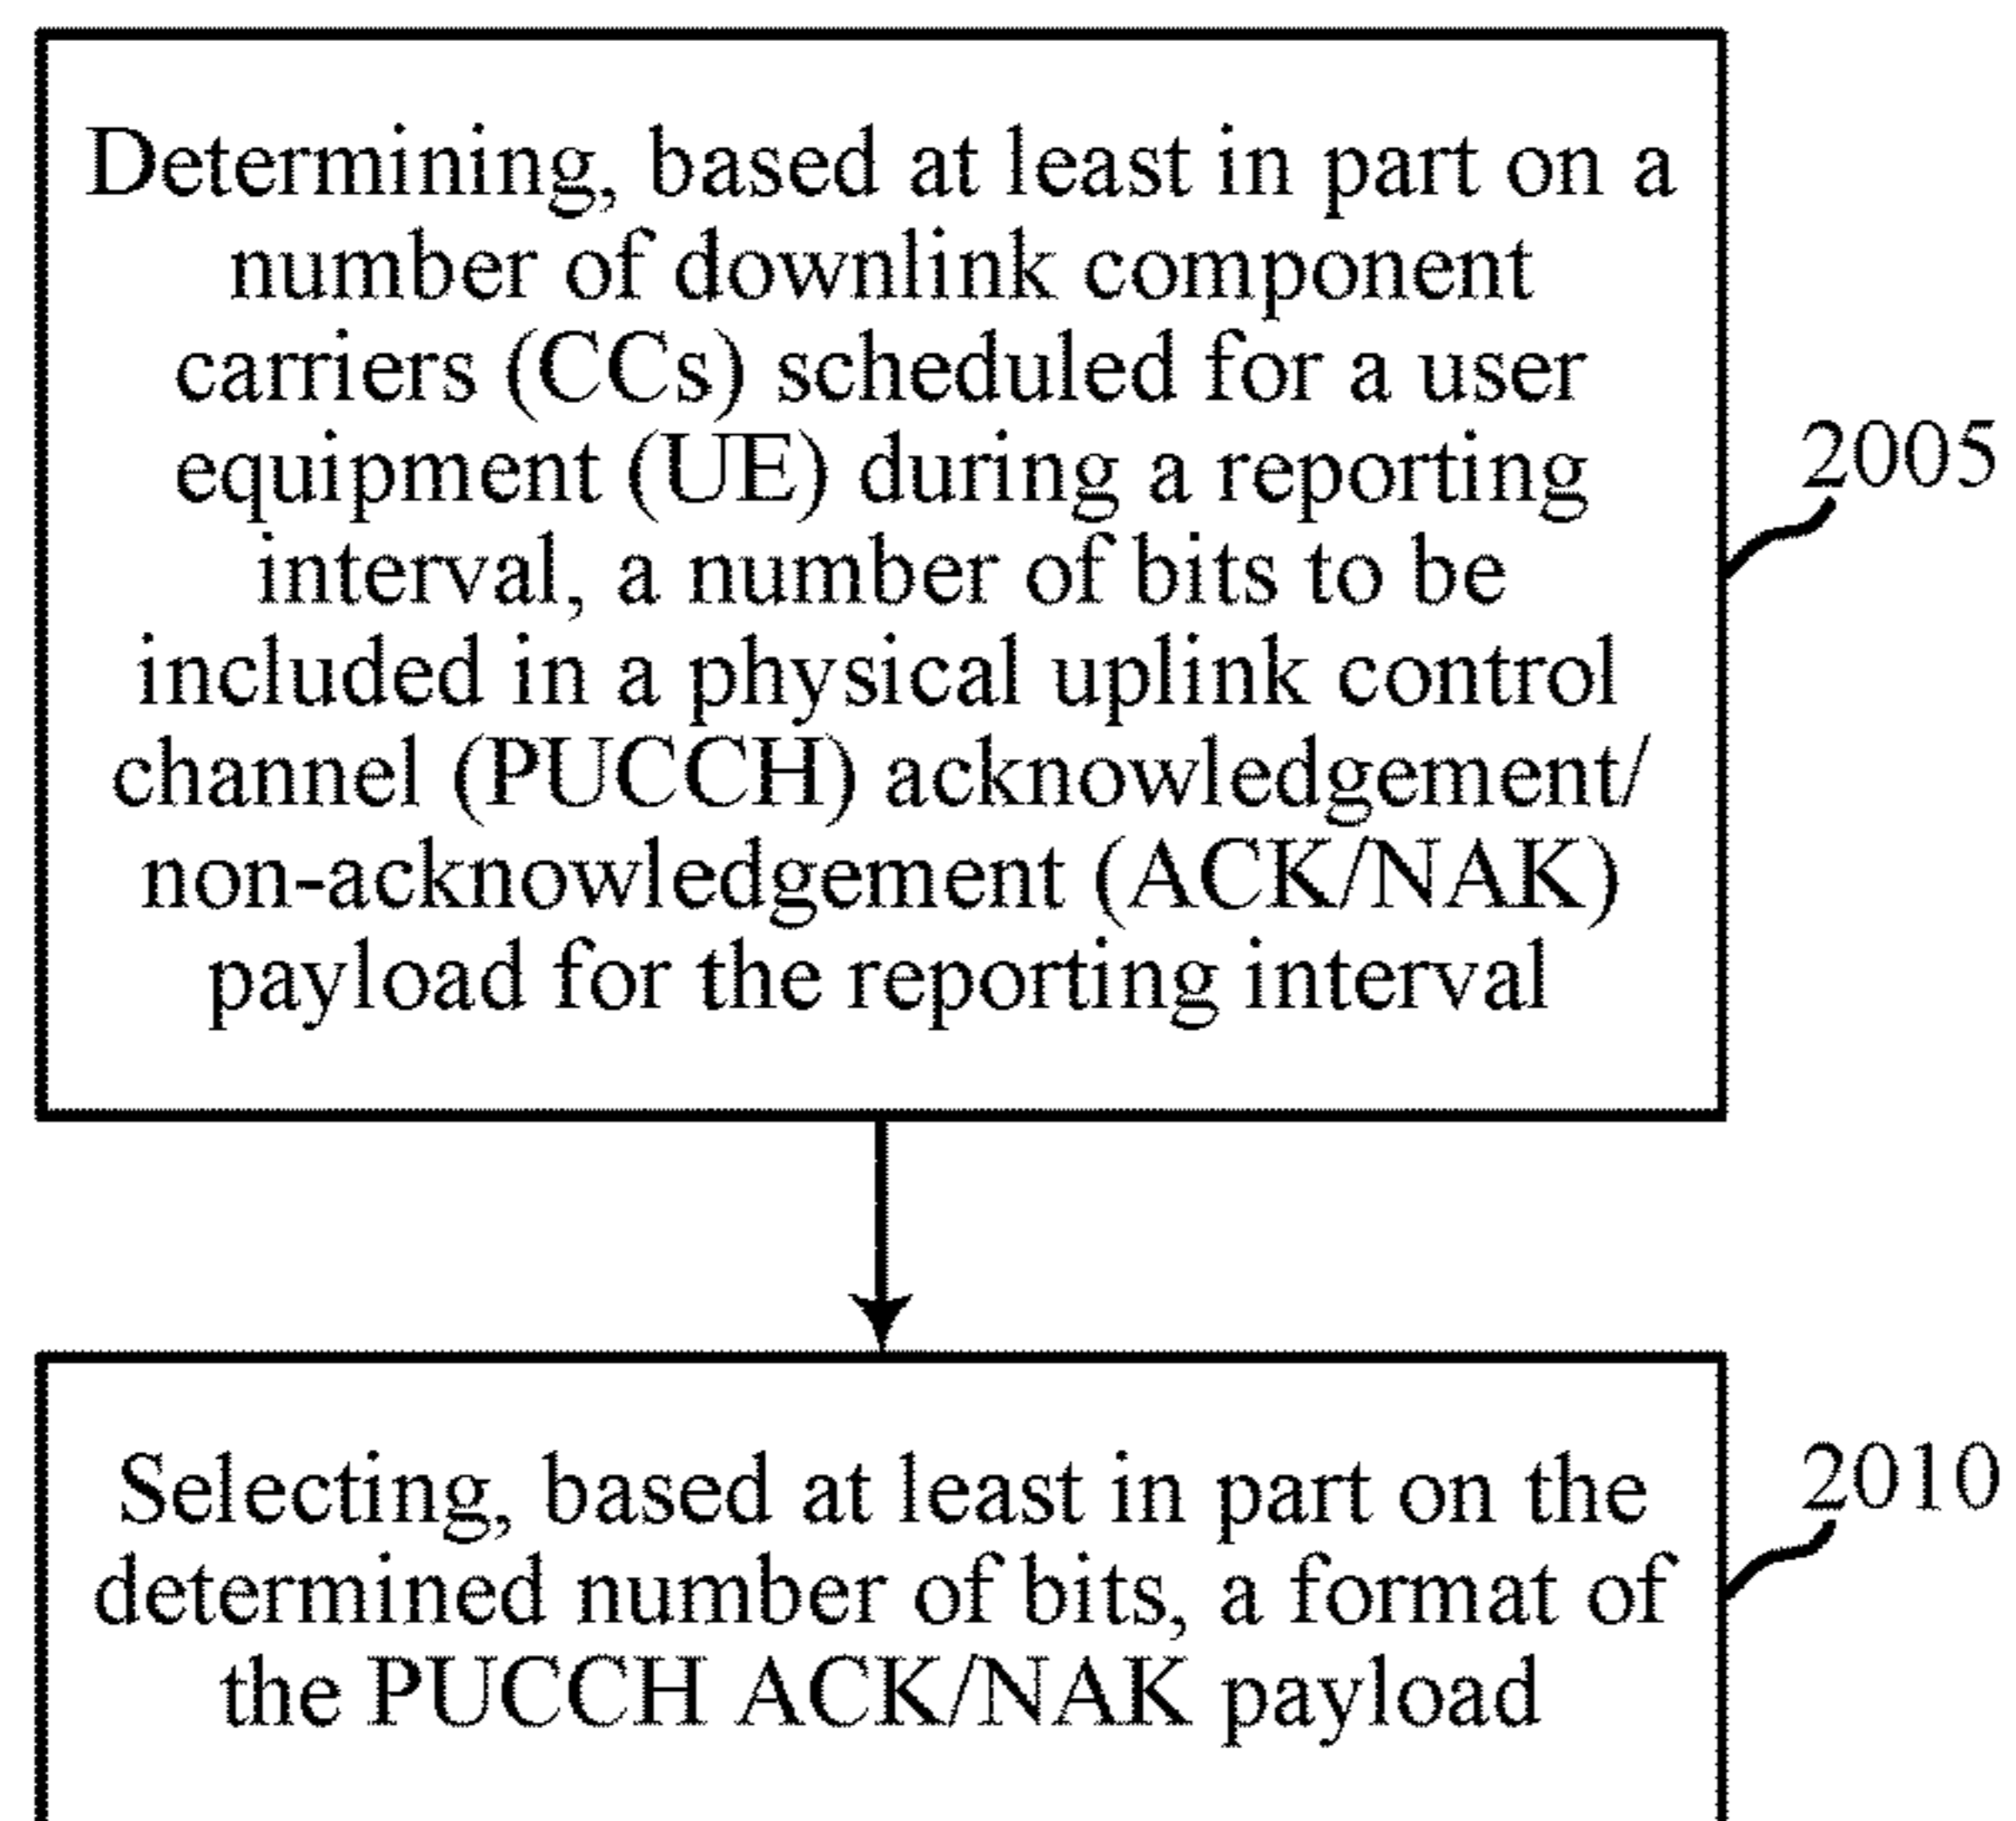 Determining, based at least in part on a
number of downlink component
carriers (CCs) scheduled for a user
equipment (UE) during a reporting
interval, a number of bits to be
included in a physical uplink control
channel (PUCCH) acknowledgement/
non-acknowledgement (ACK/NAK)
payload for the reporting interval
2005
Selecting, based at least in part on the
determined number of bits, a format of
the PUCCH ACK/NAK payload
2010